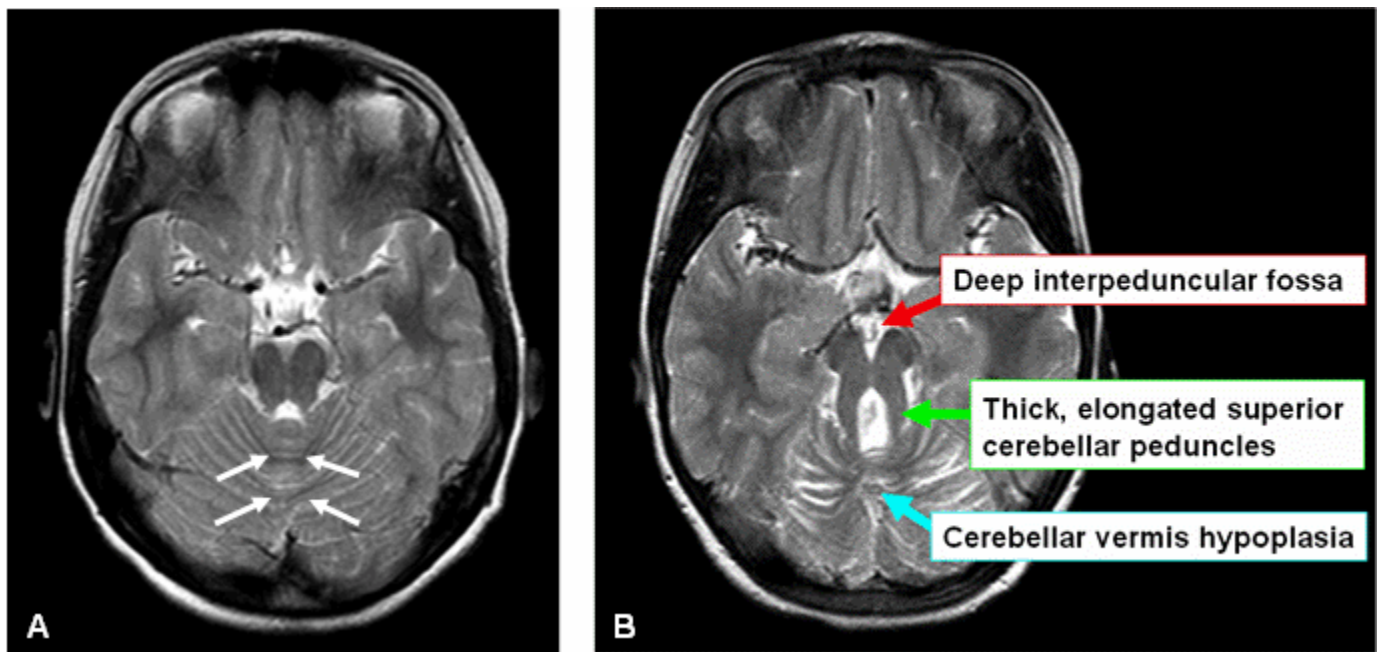 Deep interpeduncular fossa
Thick, elongated superior
cerebellar peduncles
Cerebellar vermis hypoplasia
A
B